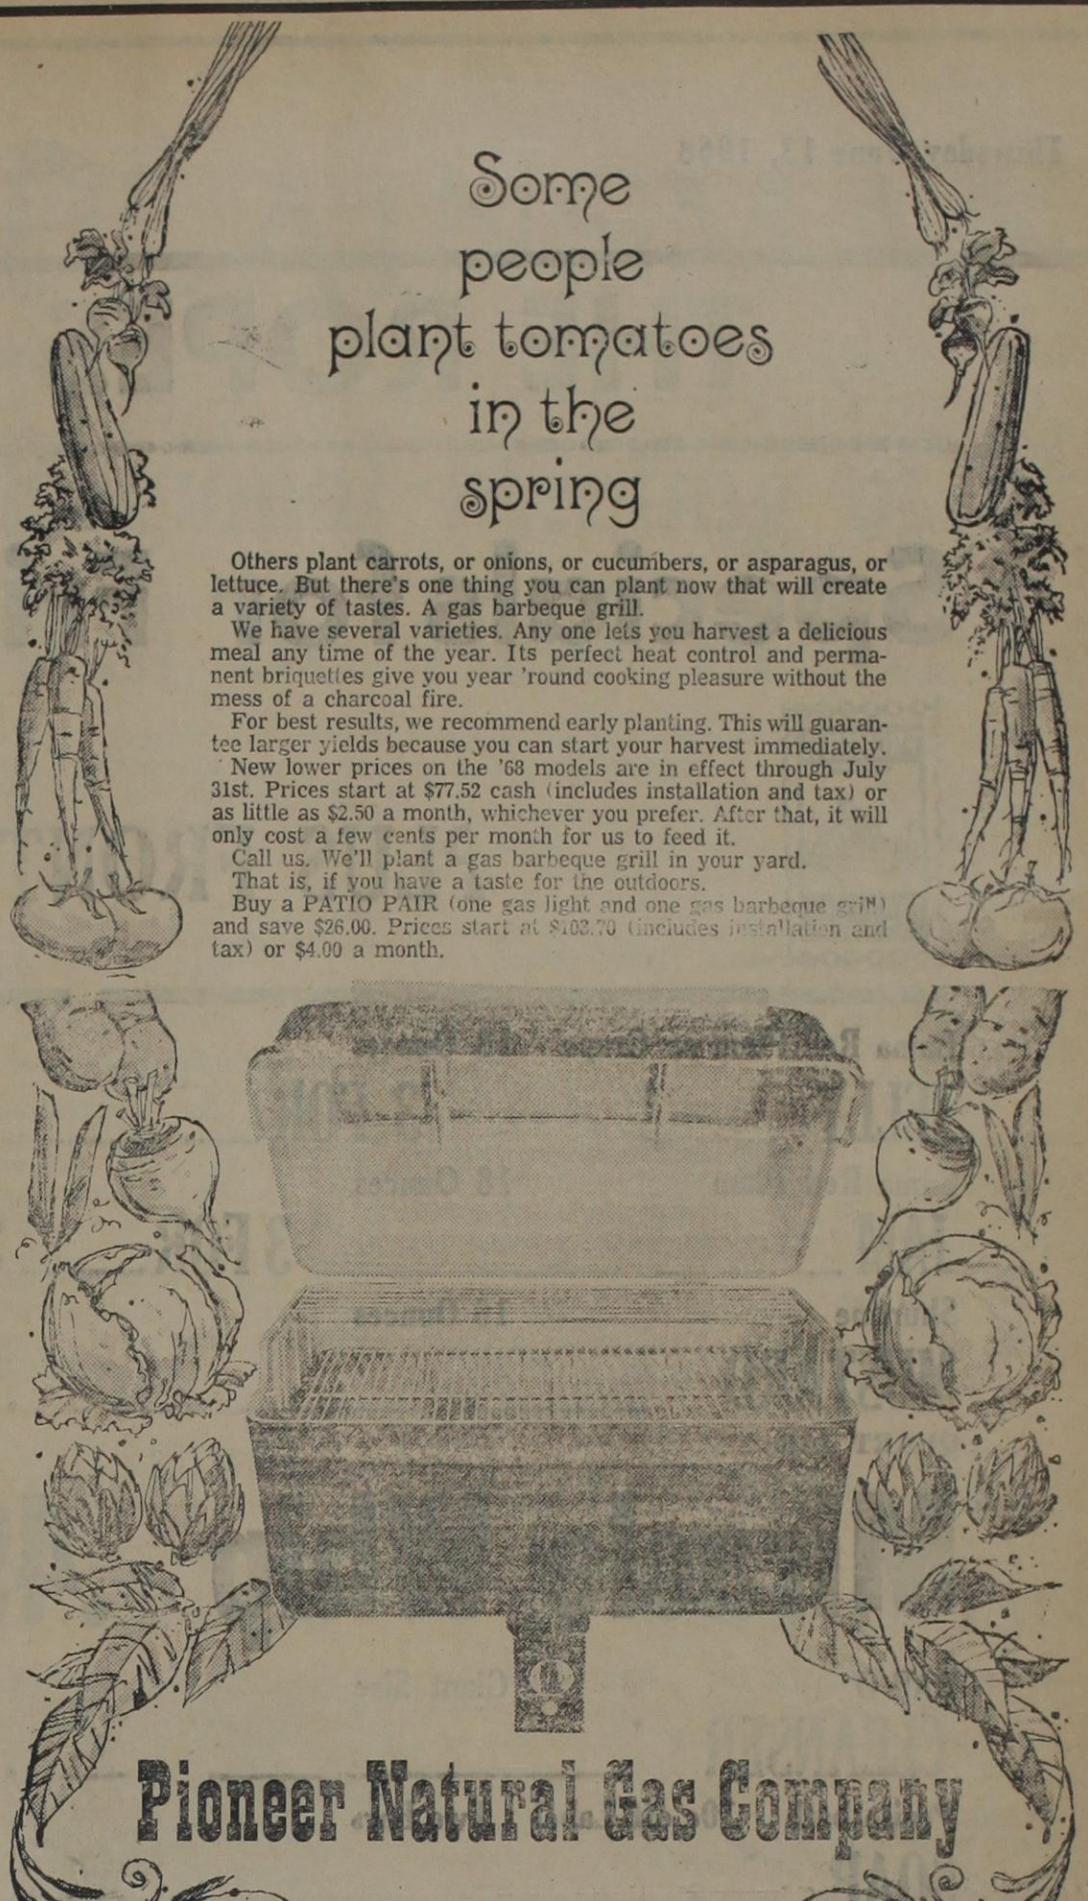 Some
people
plant tomatoes
in the
spring
Others plant carrots, or onions, or cucumbers, or asparagus, or
lettuce. But there's one thing you can plant now that will create
a variety of tastes. A gas barbeque grill.
We have several varieties. Any one lets you harvest a delicious
meal any time of the year. Its perfect heat control and perma-
nent briquettes give you year 'round cooking pleasure without the
mess of a charcoal fire.
For best results, we recommend early planting. This will guaran-
tee larger yields because you can start your harvest immediately.
New lower prices on the '68 models are in effect through July
31st. Prices start at $77.52 cash (includes installation and tax) or
as little as $2.50 a month, whichever you prefer. After that, it will
only cost a few cents per month for us to feed it.
Call us. We'll plant a gas barbeque grill in your yard.
That is, if you have a taste for the outdoors.
Buy a PATIO PAIR (one gas light and one gas barbeque grill)
and save $26.00. Prices start at $103.70 (includes installation and
tax) or $4.00 a month.
Pioneer Natural Gas Company